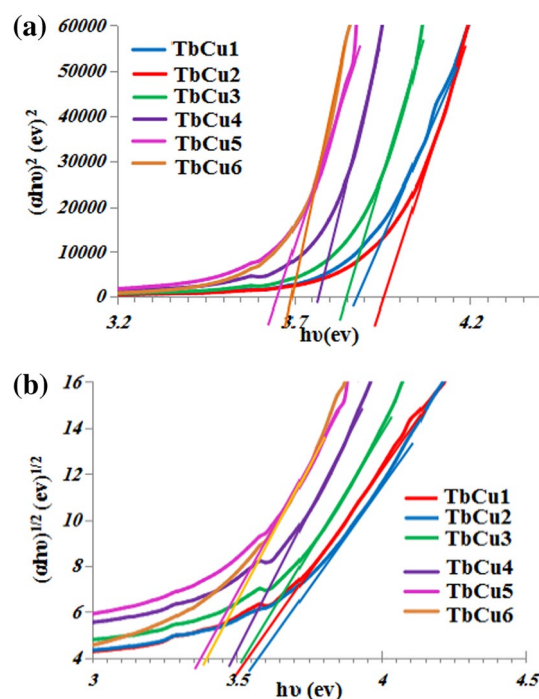 (a)
(αhυ)² (ev)²
60000
50000
40000
30000
20000
10000
0
TbCu1
TbCu2
TbCu3
TbCu4
TbCu5
TbCu6
3.2
3.7
4.2
hυ(ev)
(b)
(αhυ)^1/2 (ev)^1/2
16
14
12
10
8
6
4
TbCu1
TbCu2
TbCu3
TbCu4
TbCu5
TbCu6
3
3.5
4
4.5
hυ (ev)